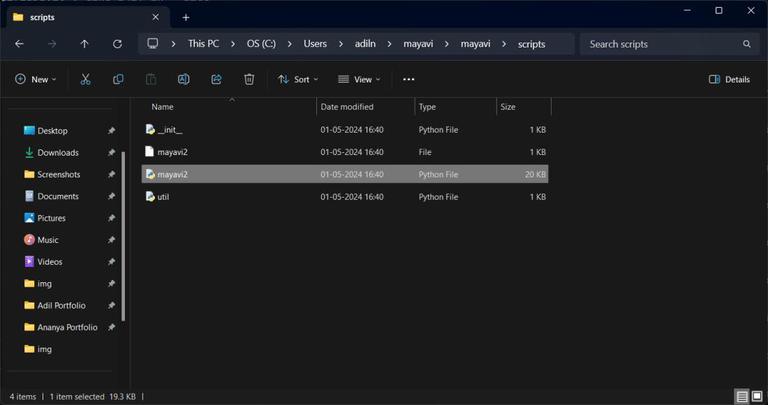 scripts
This PC > OS (C:) > Users > adiln > mayavi > mayavi > scripts
Search scripts
New
Sort
View
Details
Name Date modified Type Size
Desktop
Downloads
Screenshots
Documents
Pictures
Music
Videos
img
Adil Portfolio
Ananya Portfolio
img
__init__ 01-05-2024 16:40 Python File 1 KB
mayavi2 01-05-2024 16:40 File 1 KB
mayavi2 01-05-2024 16:40 Python File 20 KB
util 01-05-2024 16:40 Python File 1 KB
4 items | 1 item selected 19.3 KB |